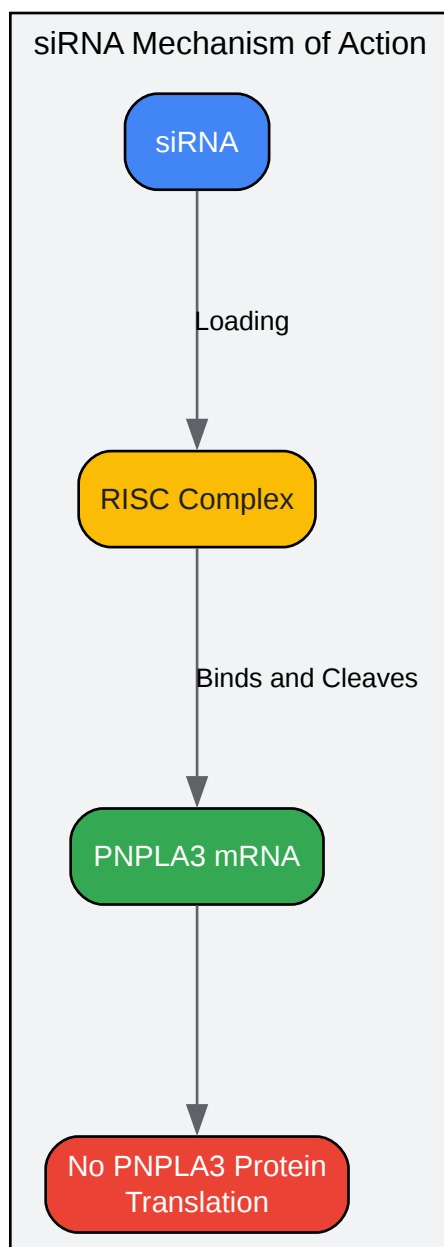 siRNA Mechanism of Action
siRNA
Loading
RISC Complex
Binds and Cleaves
PNPLA3 mRNA
No PNPLA3 Protein
Translation